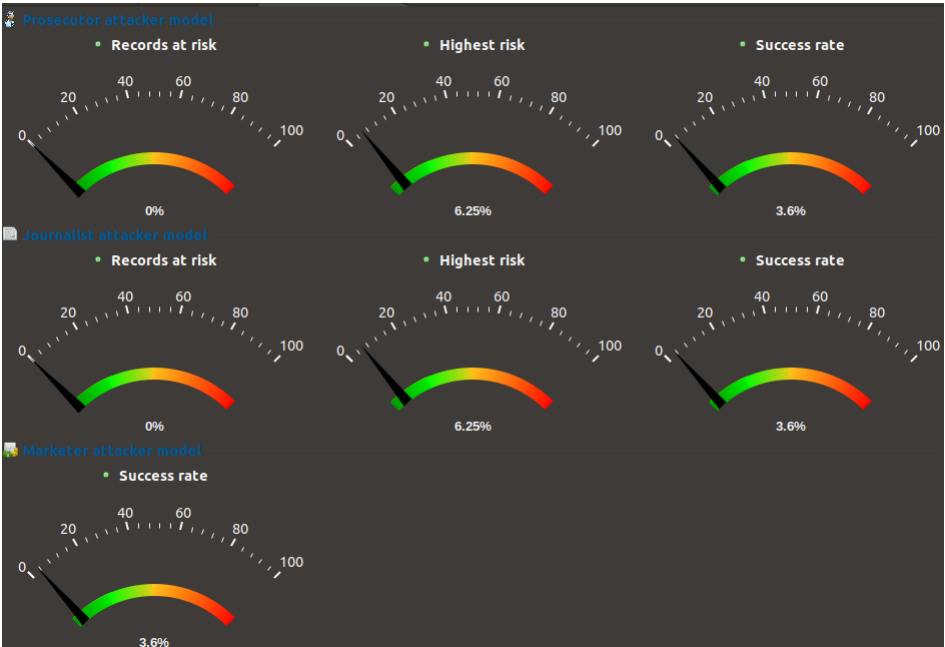 Prosecutor attacker model
Records at risk
Highest risk
Success rate
0 20 40 60 80 100
0 20 40 60 80 100
0 20 40 60 80 100
0%
6.25%
3.6%
Journalist attacker model
Records at risk
Highest risk
Success rate
0 20 40 60 80 100
0 20 40 60 80 100
0 20 40 60 80 100
0%
6.25%
3.6%
Marketer attacker model
Success rate
0 20 40 60 80 100
3.6%